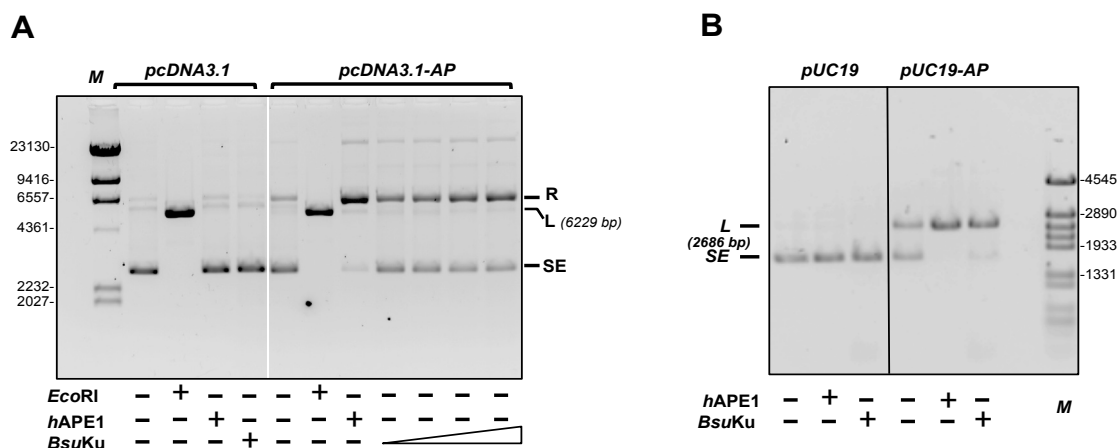 A
M pcDNA3.1 pcDNA3.1-AP
23130-
9416-
6557-
4361-
2232-
2027-
R
L (6229 bp)
SE
EcoRI – + – – – + – – – – –
hAPE1 – – + – – – + – – – –
BsuKu – – – + – – –
B
pUC19 pUC19-AP
L
(2686 bp)
SE
-4545
-2890
-1933
-1331
hAPE1 – + – – + –
BsuKu – – + – – +
M